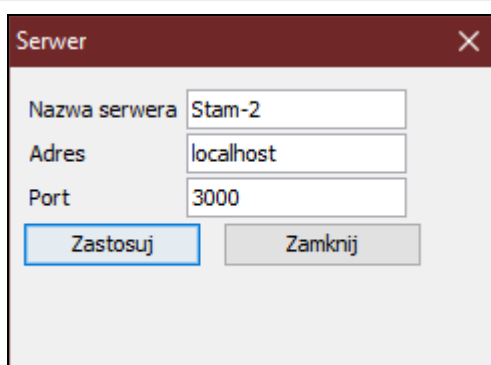 Serwer
Nazwa serwera Stam-2
Adres localhost
Port 3000
Zastosuj Zamknij